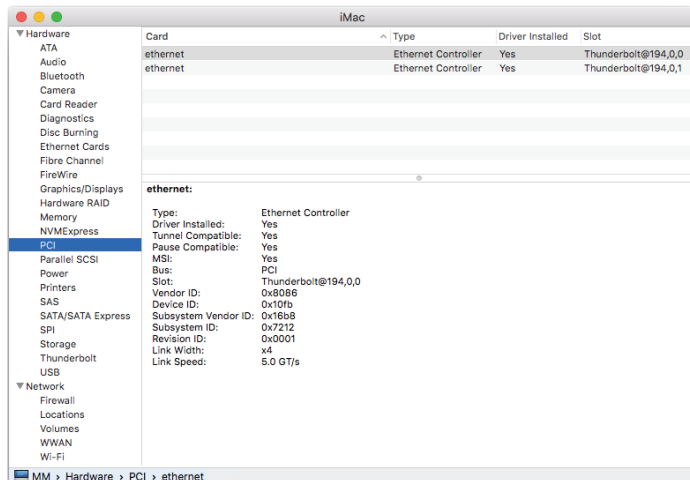 iMac
Hardware
ATA
Audio
Bluetooth
Camera
Card Reader
Diagnostics
Disc Burning
Ethernet Cards
Fibre Channel
FireWire
Graphics/Displays
Hardware RAID
Memory
NVMExpress
PCI
Parallel SCSI
Power
Printers
SAS
SATA/SATA Express
SPI
Storage
Thunderbolt
USB
Network
Firewall
Locations
Volumes
WWAN
Wi-Fi
Card Type Driver Installed Slot
ethernet Ethernet Controller Yes Thunderbolt@194,0,0
ethernet Ethernet Controller Yes Thunderbolt@194,0,1
ethernet:
Type: Ethernet Controller
Driver Installed: Yes
Tunnel Compatible: Yes
Pause Compatible: Yes
MSI: Yes
Bus: PCI
Slot: Thunderbolt@194,0,0
Vendor ID: 0x8086
Device ID: 0x10fb
Subsystem Vendor ID: 0x16b8
Subsystem ID: 0x7212
Revision ID: 0x0001
Link Width: x4
Link Speed: 5.0 GT/s
MM › Hardware › PCI › ethernet